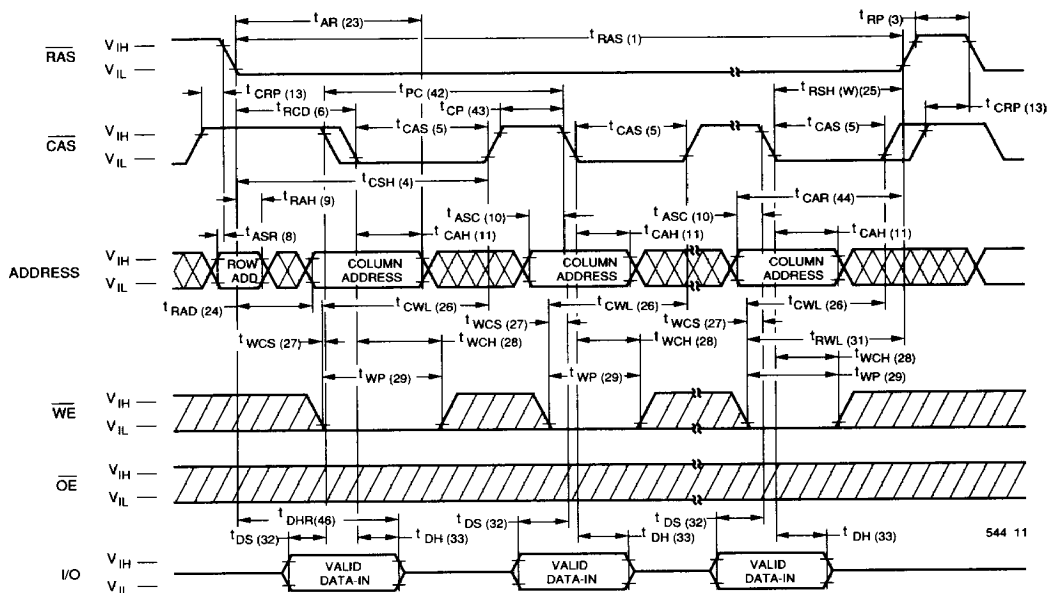 t AR (23)
t RP (3)
t RAS (1)
RAS
V IH
V IL
t CRP (13)
t RCD (6)
t PC (42)
t CP (43)
t RSH (W)(25)
t CRP (13)
CAS
V IH
V IL
t CAS (5)
t CAS (5)
t CAS (5)
t CSH (4)
t RAH (9)
t ASC (10)
t ASC (10)
t CAR (44)
t ASR (8)
t CAH (11)
t CAH (11)
t CAH (11)
ADDRESS
V IH
V IL
ROW ADD
COLUMN ADDRESS
COLUMN ADDRESS
COLUMN ADDRESS
t RAD (24)
t CWL (26)
t CWL (26)
t CWL (26)
t WCS (27)
t WCH (28)
t WCS (27)
t WCH (28)
t RWL (31)
t WCH (28)
t WP (29)
t WP (29)
t WP (29)
WE
V IH
V IL
OE
V IH
V IL
t DHR(46)
t DS (32)
t DH (33)
t DS (32)
t DH (33)
t DS (32)
t DH (33)
544 11
I/O
V IH
V IL
VALID DATA-IN
VALID DATA-IN
VALID DATA-IN